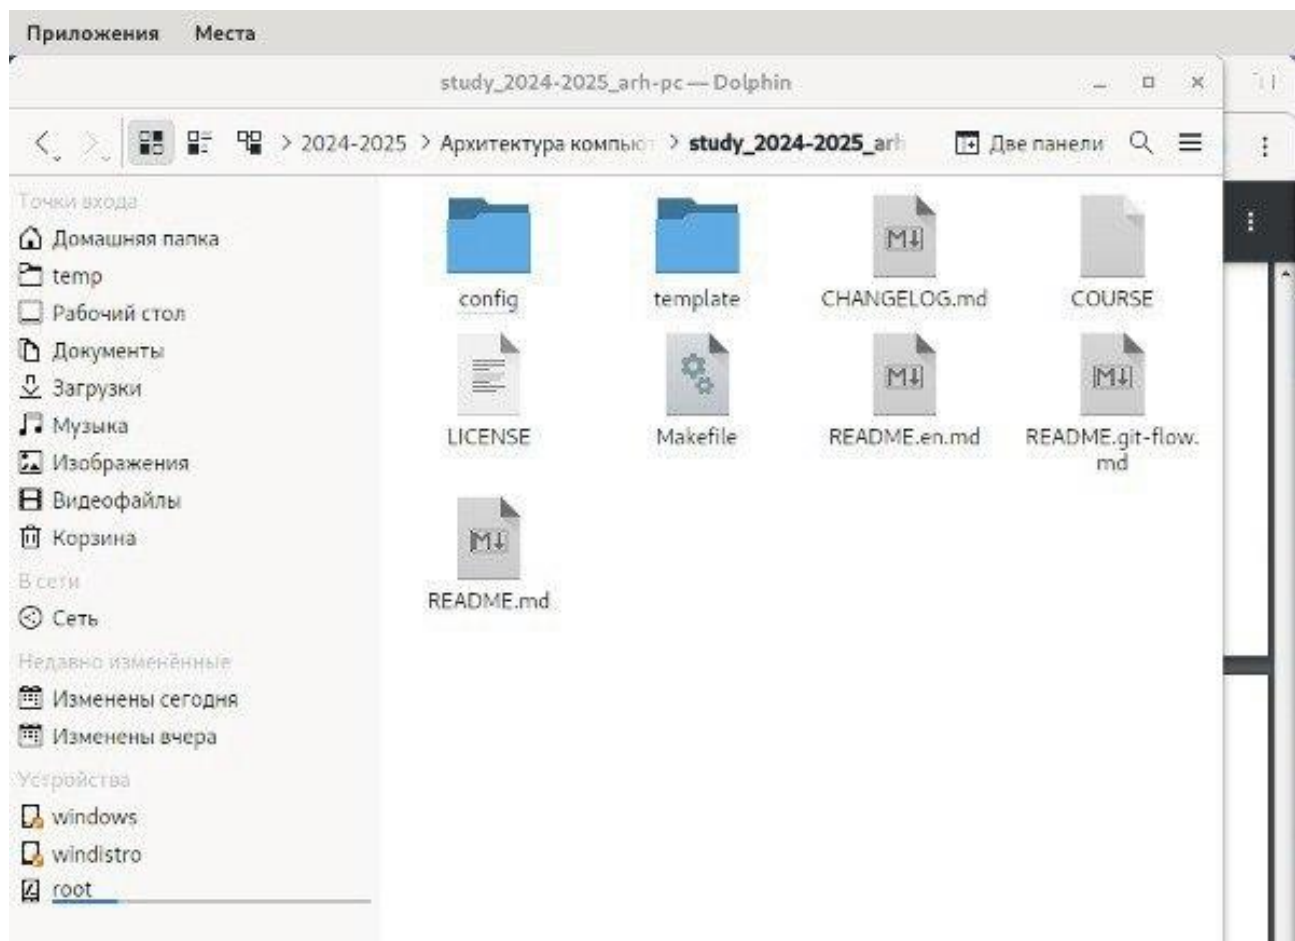 Приложения Места
study_2024-2025_arh-pc — Dolphin
> 2024-2025 > Архитектура компьют > study_2024-2025_arh Две панели
Точки входа
Домашняя папка
temp
Рабочий стол
Документы
Загрузки
Музыка
Изображения
Видеофайлы
Корзина
В сети
Сеть
Недавно изменённые
Изменены сегодня
Изменены вчера
Устройства
windows
windistro
root
config template CHANGELOG.md COURSE
LICENSE Makefile README.en.md README.git-flow.
md
README.md